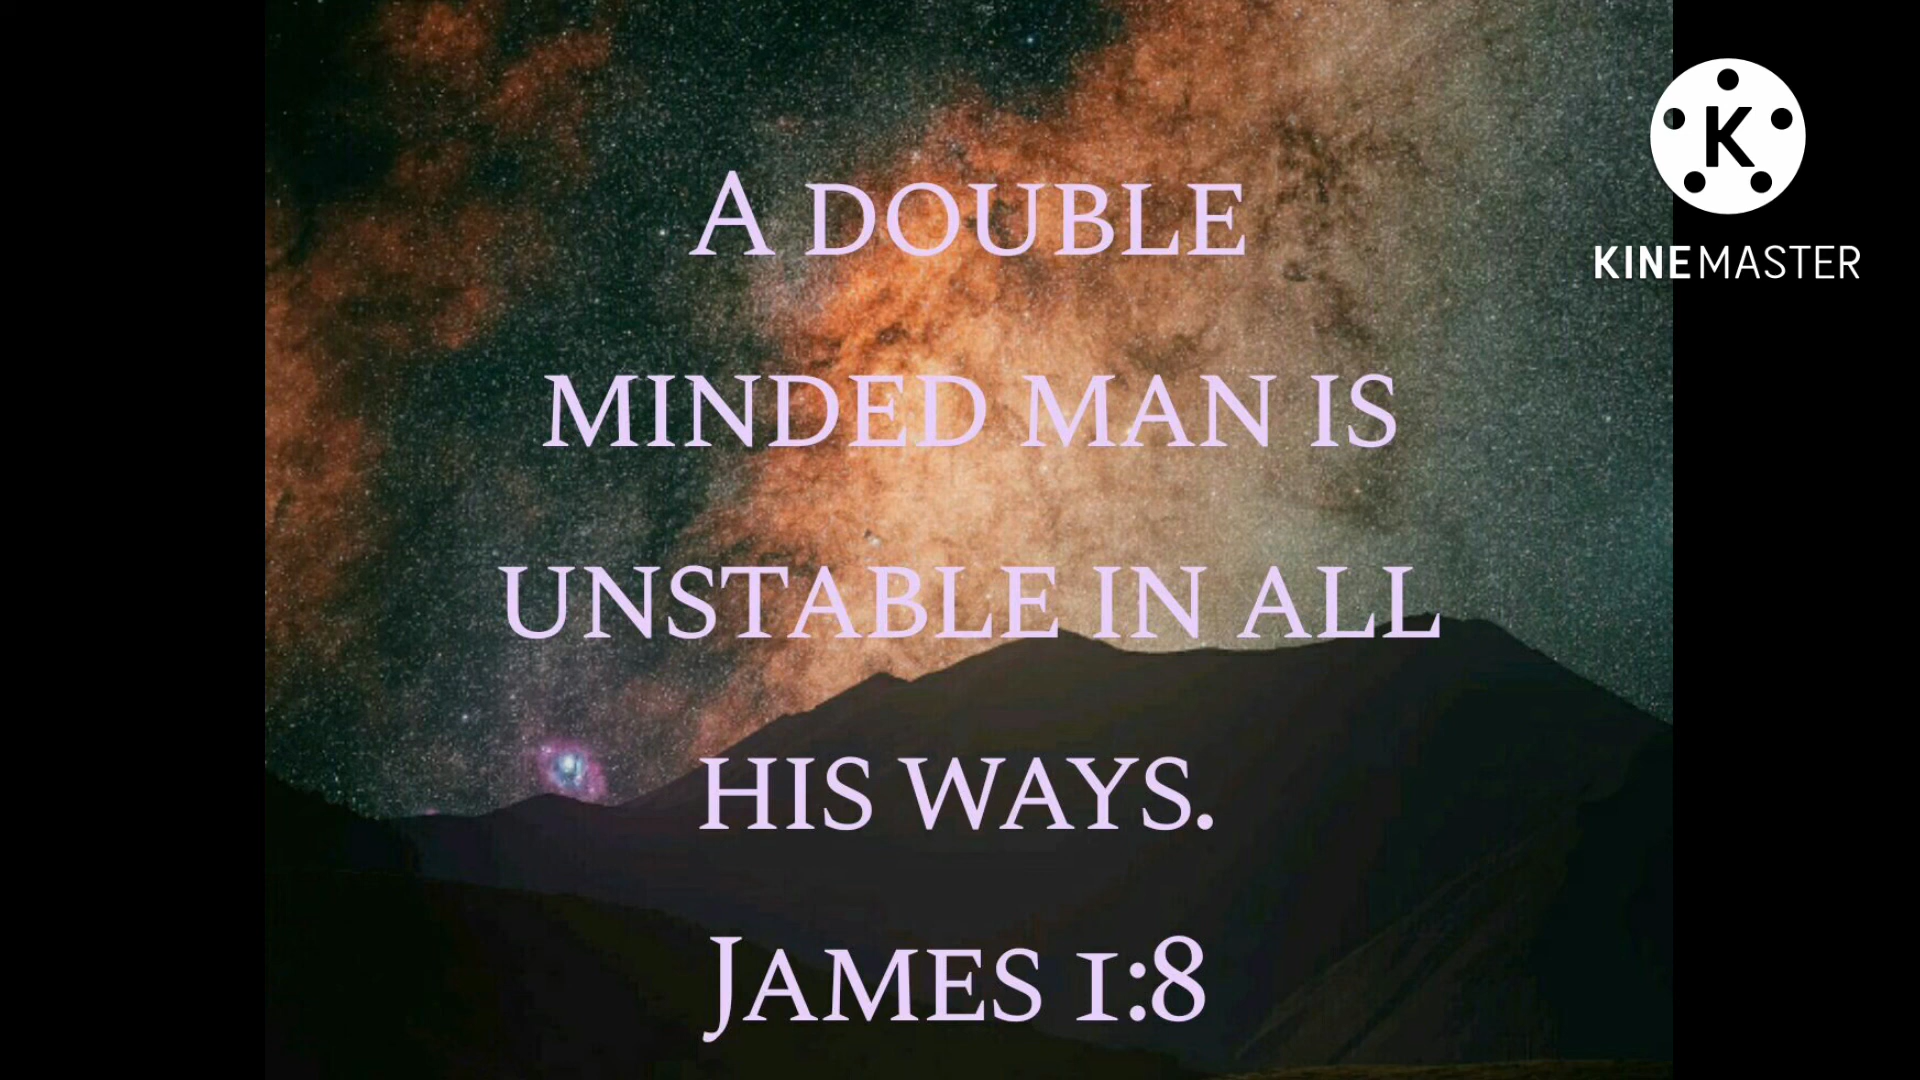 A DOUBLE
MINDED MAN IS
UNSTABLE IN ALL
HIS WAYS.
JAMES 1:8
K
KINEMASTER